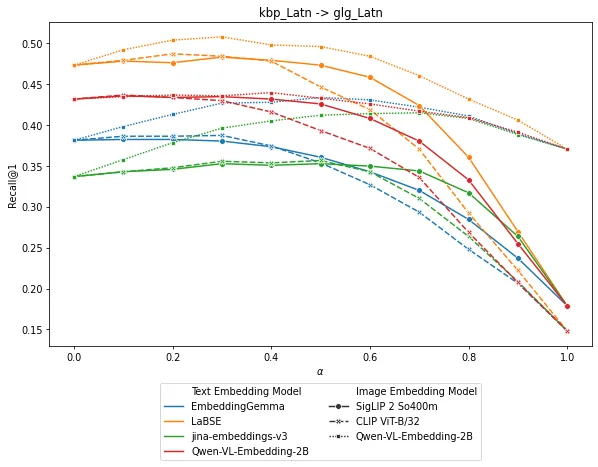 kbp_Latn -> glg_Latn
Recall@1
0.50
0.45
0.40
0.35
0.30
0.25
0.20
0.15
0.0 0.2 0.4 0.6 0.8 1.0
α
Text Embedding Model Image Embedding Model
EmbeddingGemma SigLIP 2 So400m
LaBSE CLIP ViT-B/32
jina-embeddings-v3 Qwen-VL-Embedding-2B
Qwen-VL-Embedding-2B